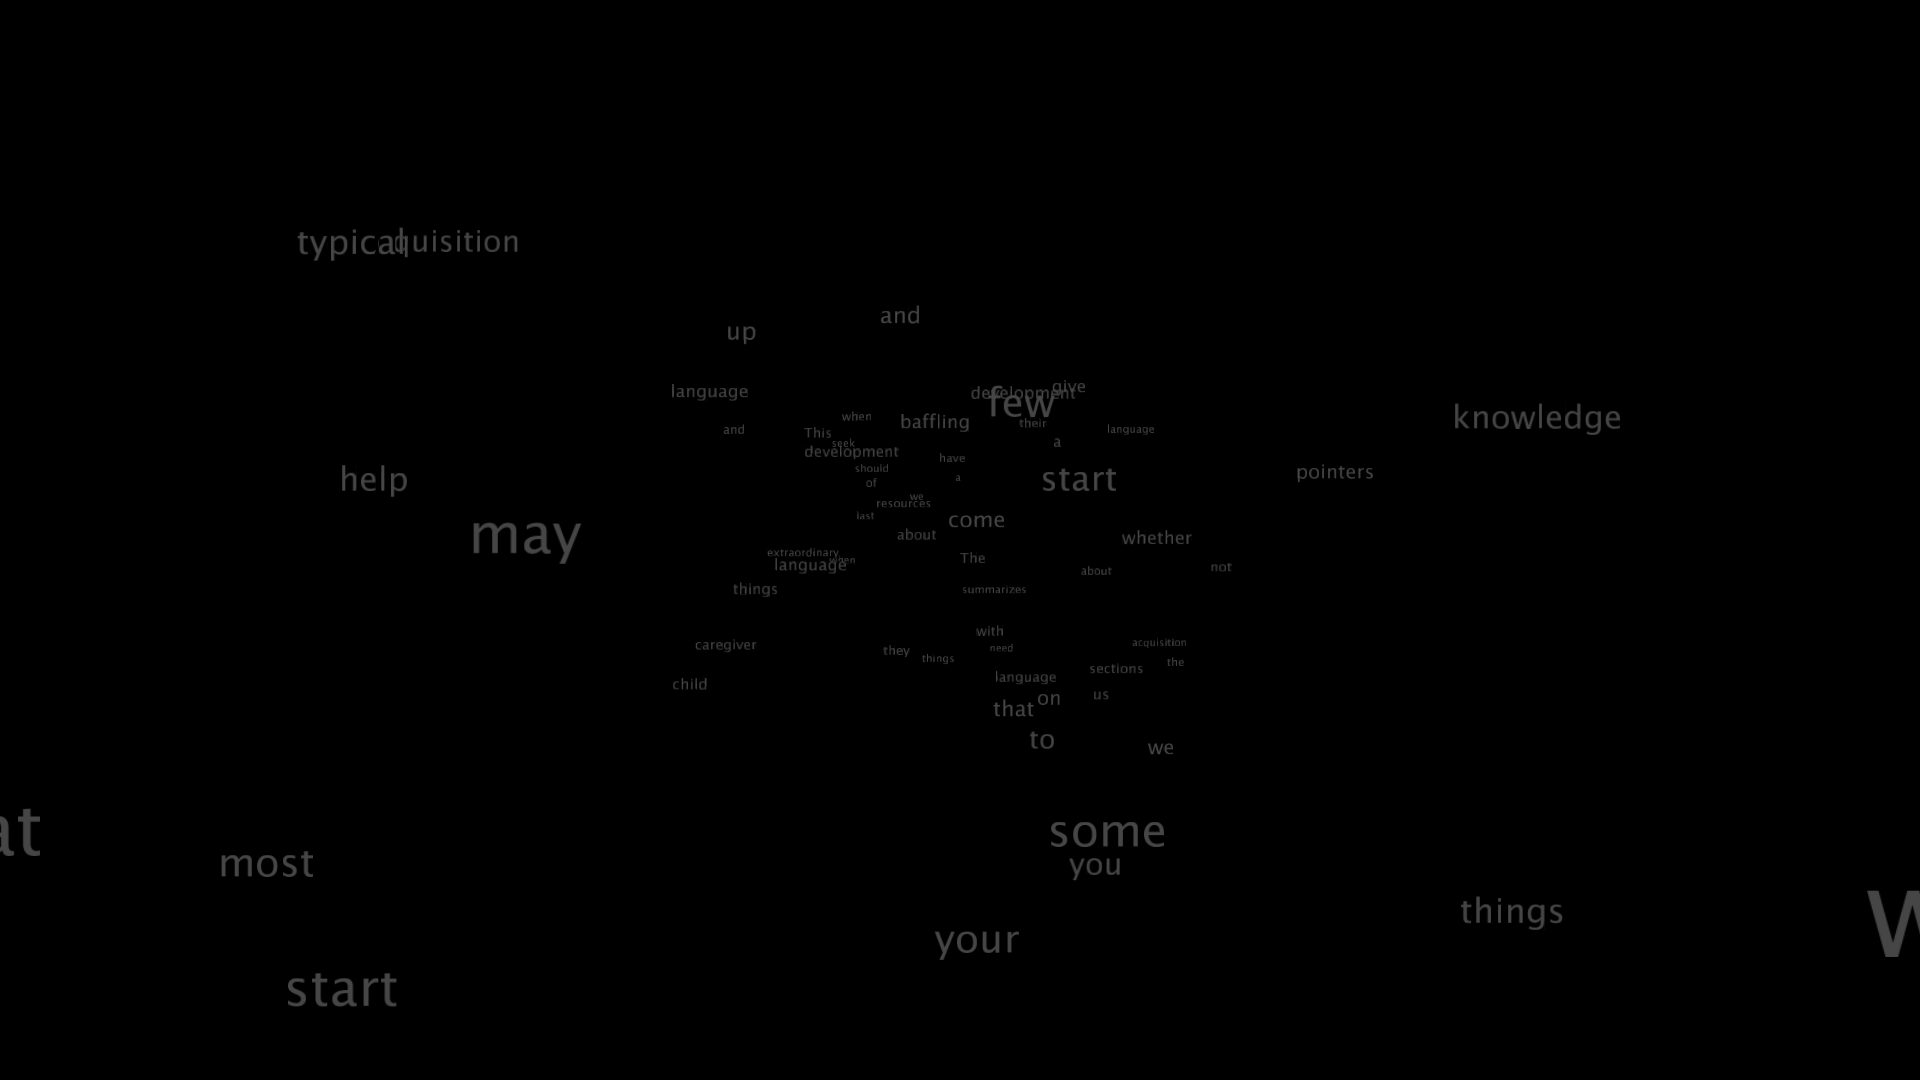 typical
quisition
and
up
give
language
development
few
when
baffling
their
knowledge
and
This
language
seek
a
development
have
should
pointers
help
a
start
of
we
resources
last
come
may
about
whether
extraordinary
when
The
language
not
about
things
summarizes
with
acquisition
caregiver
need
they
things
the
sections
language
child
us
on
that
to
we
at
some
most
you
things
your
start